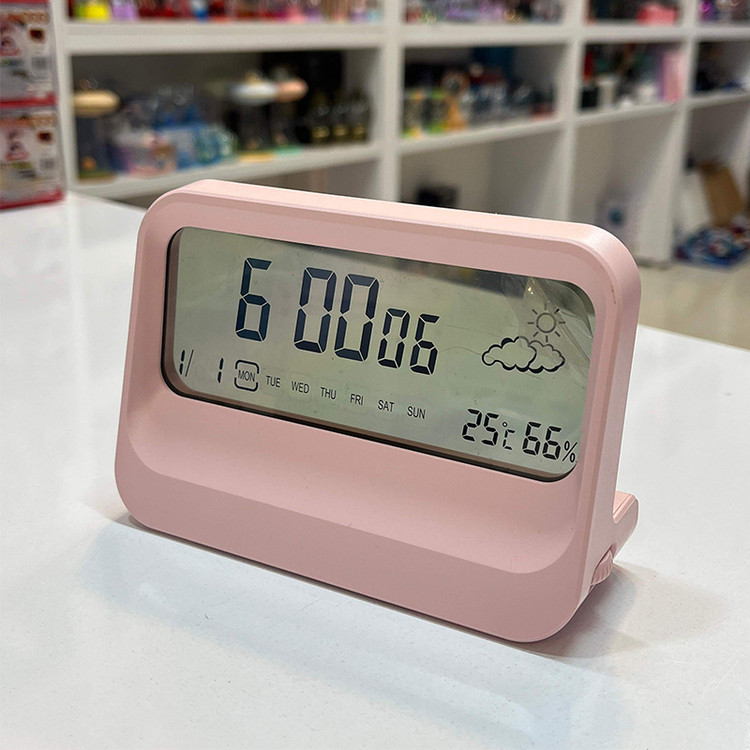 6 00 06
1/ 1 MON TUE WED THU FRI SAT SUN
25°C 66%